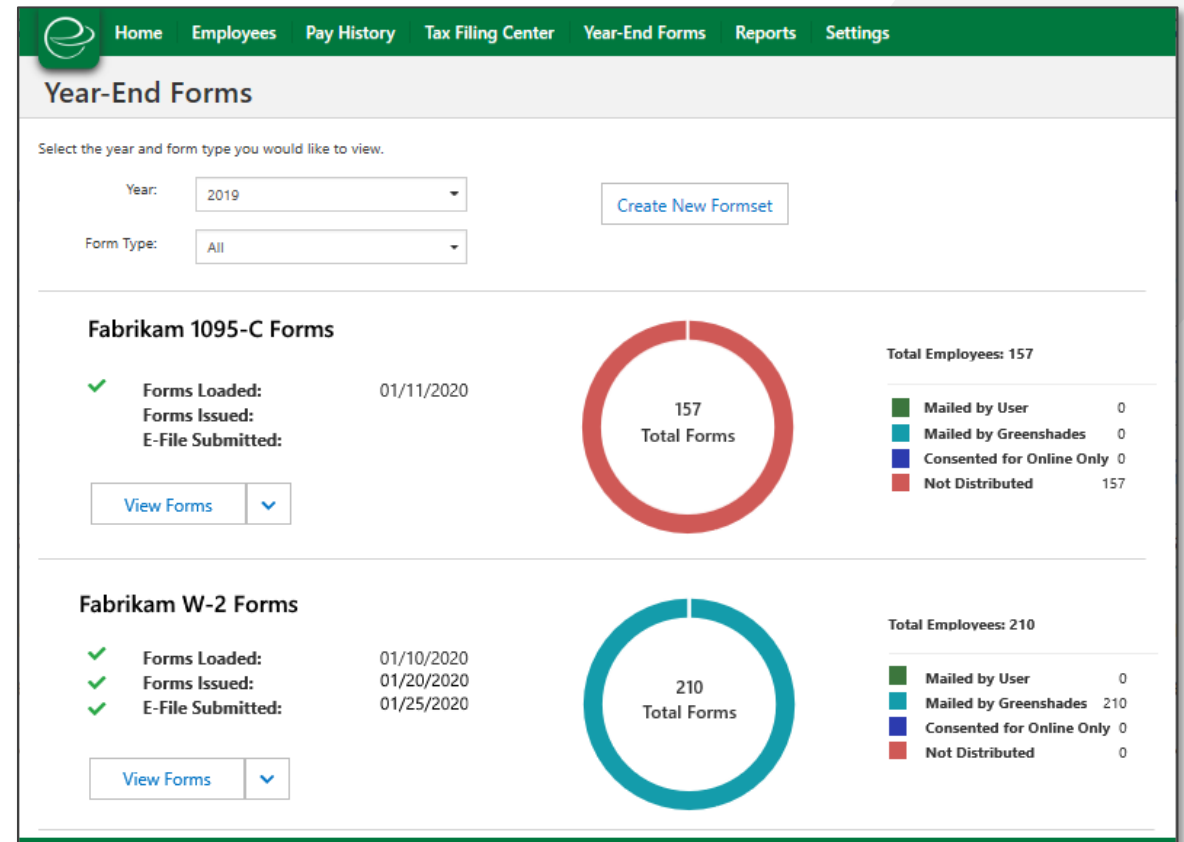 Home Employees Pay History Tax Filing Center Year-End Forms Reports Settings
Year-End Forms
Select the year and form type you would like to view.
Year: 2019
Create New Formset
Form Type: All
Fabrikam 1095-C Forms
Forms Loaded: 01/11/2020
Forms Issued:
E-File Submitted:
View Forms
157
Total Forms
Total Employees: 157
Mailed by User 0
Mailed by Greenshades 0
Consented for Online Only 0
Not Distributed 157
Fabrikam W-2 Forms
Forms Loaded: 01/10/2020
Forms Issued: 01/20/2020
E-File Submitted: 01/25/2020
View Forms
210
Total Forms
Total Employees: 210
Mailed by User 0
Mailed by Greenshades 210
Consented for Online Only 0
Not Distributed 0